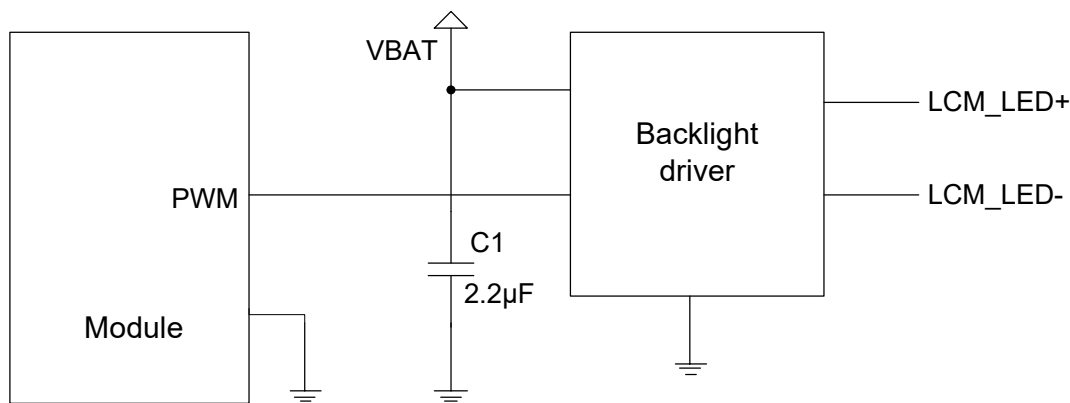 VBAT
LCM_LED+
Backlight
driver
PWM
LCM_LED-
C1
2.2µF
Module